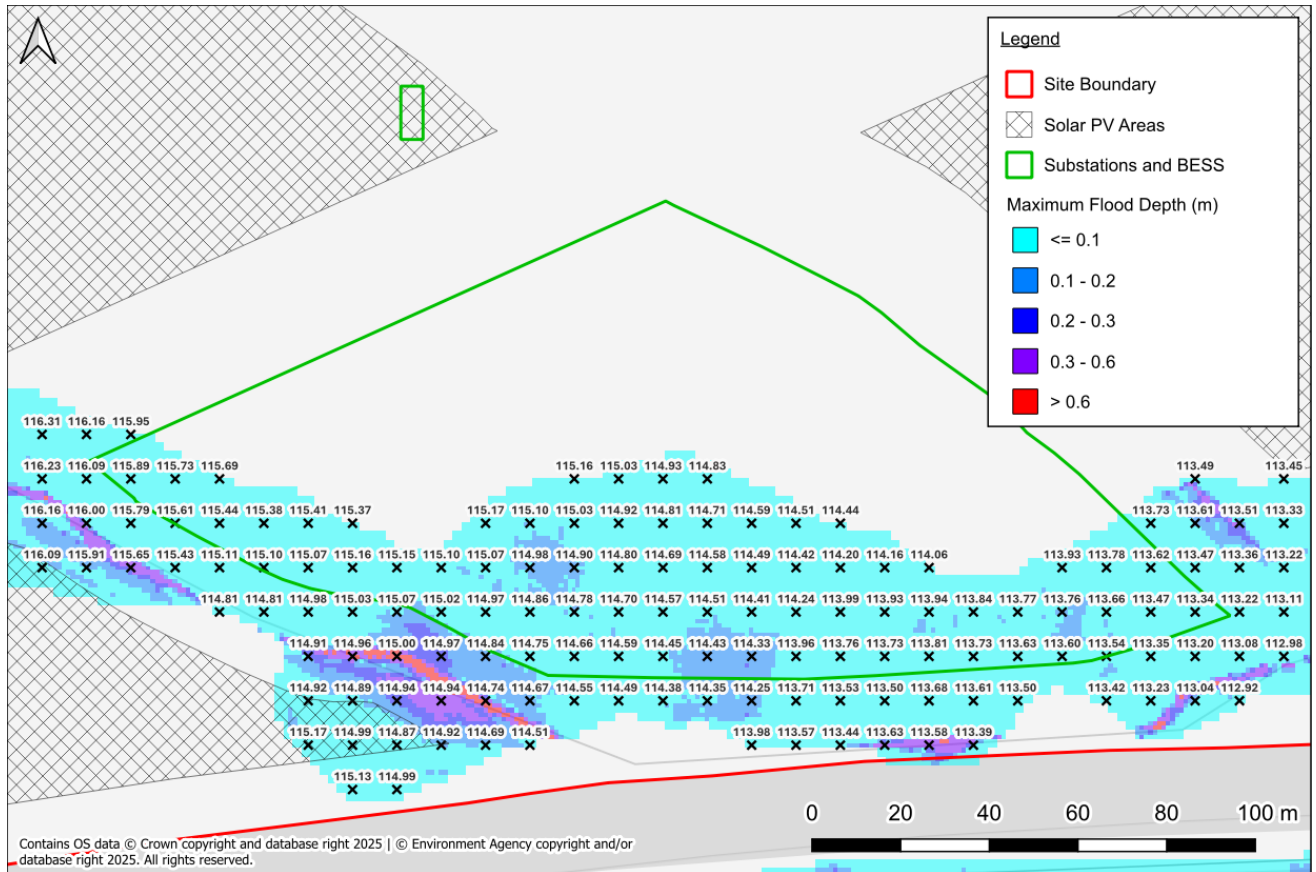 Legend
Site Boundary
Solar PV Areas
Substations and BESS
Maximum Flood Depth (m)
<= 0.1
0.1 - 0.2
0.2 - 0.3
0.3 - 0.6
> 0.6
116.31 116.16 115.95
116.23 116.09 115.89 115.73 115.69 115.16 115.03 114.93 114.83 113.49 113.45
116.16 116.00 115.79 115.61 115.44 115.38 115.41 115.37 115.17 115.10 115.03 114.92 114.81 114.71 114.59 114.51 114.44 113.73 113.61 113.51 113.33
116.09 115.91 115.65 115.43 115.11 115.10 115.07 115.16 115.15 115.10 115.07 114.98 114.90 114.80 114.69 114.58 114.49 114.42 114.20 114.16 114.06 113.93 113.78 113.62 113.47 113.36 113.22
114.81 114.81 114.98 115.03 115.07 115.02 114.97 114.86 114.78 114.70 114.57 114.51 114.41 114.24 113.99 113.93 113.94 113.84 113.77 113.76 113.66 113.47 113.34 113.22 113.11
114.91 114.96 115.00 114.97 114.84 114.75 114.66 114.59 114.45 114.43 114.33 113.96 113.76 113.73 113.81 113.73 113.63 113.60 113.54 113.35 113.20 113.08 112.98
114.92 114.89 114.94 114.94 114.74 114.67 114.55 114.49 114.38 114.35 114.25 113.71 113.53 113.50 113.68 113.61 113.50 113.42 113.23 113.04 112.92
115.17 114.99 114.87 114.92 114.69 114.51 113.98 113.57 113.44 113.63 113.58 113.39
115.13 114.99
0 20 40 60 80 100 m
Contains OS data © Crown copyright and database right 2025 | © Environment Agency copyright and/or
database right 2025. All rights reserved.